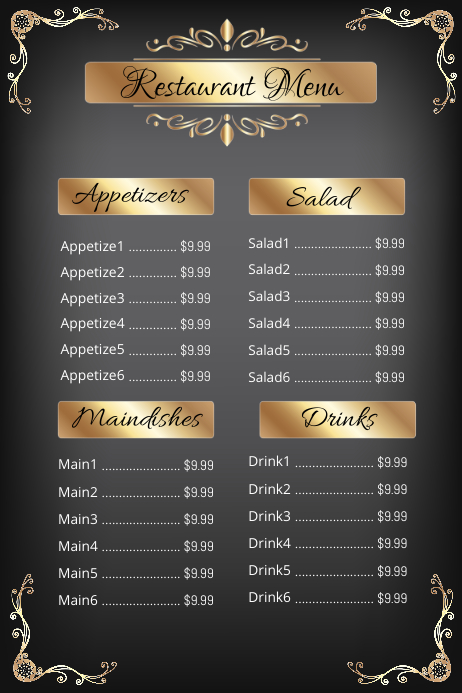 Restaurant Menu
Appetizers
Appetize1 ............. $9.99
Appetize2 ............. $9.99
Appetize3 ............. $9.99
Appetize4 ............. $9.99
Appetize5 ............. $9.99
Appetize6 ............. $9.99
Salad
Salad1 ..................... $9.99
Salad2 ..................... $9.99
Salad3 ..................... $9.99
Salad4 ..................... $9.99
Salad5 ..................... $9.99
Salad6 ..................... $9.99
Maindishes
Main1 ..................... $9.99
Main2 ..................... $9.99
Main3 ..................... $9.99
Main4 ..................... $9.99
Main5 ..................... $9.99
Main6 ..................... $9.99
Drinks
Drink1 ..................... $9.99
Drink2 ..................... $9.99
Drink3 ..................... $9.99
Drink4 ..................... $9.99
Drink5 ..................... $9.99
Drink6 ..................... $9.99